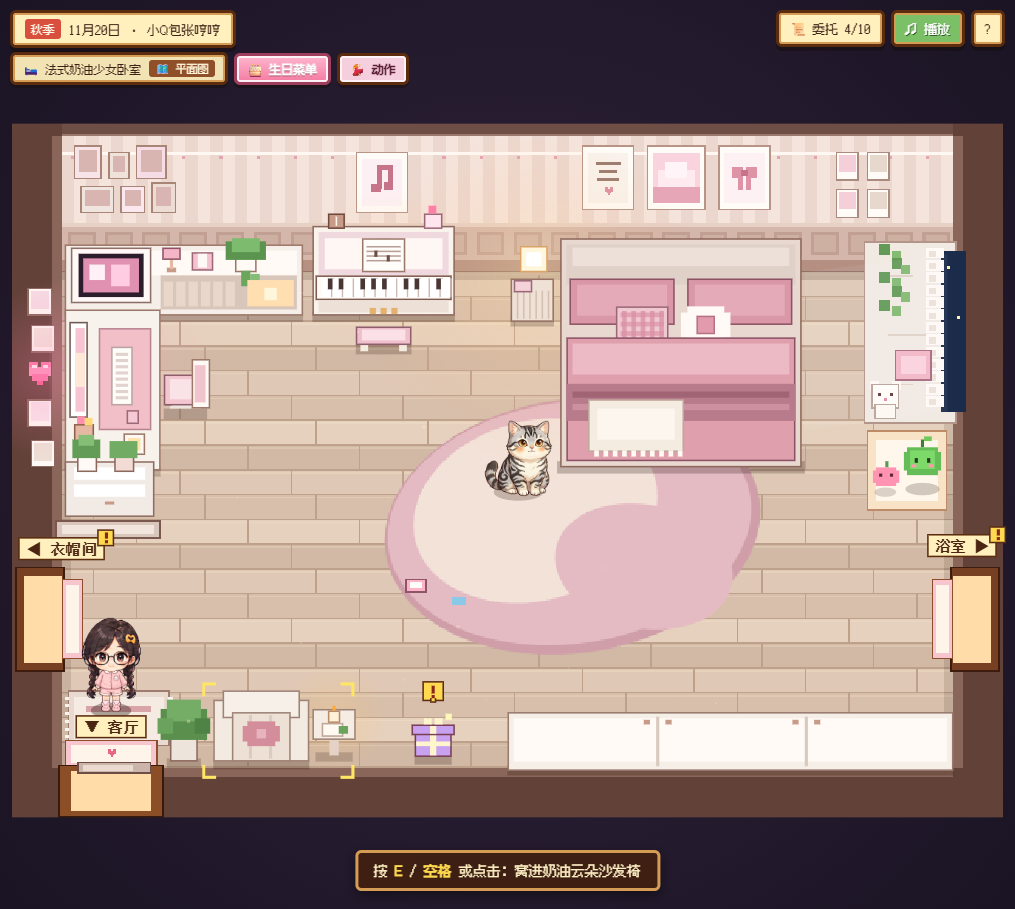 秋季 11月20日 · 小Q包张哼哼
委托 4/10
播放
?
法式奶油少女卧室 平面图
生日菜单
动作
◀ 衣帽间
!
浴室 ▶
!
!
▼ 客厅
按 E / 空格 或点击：窝进奶油云朵沙发椅